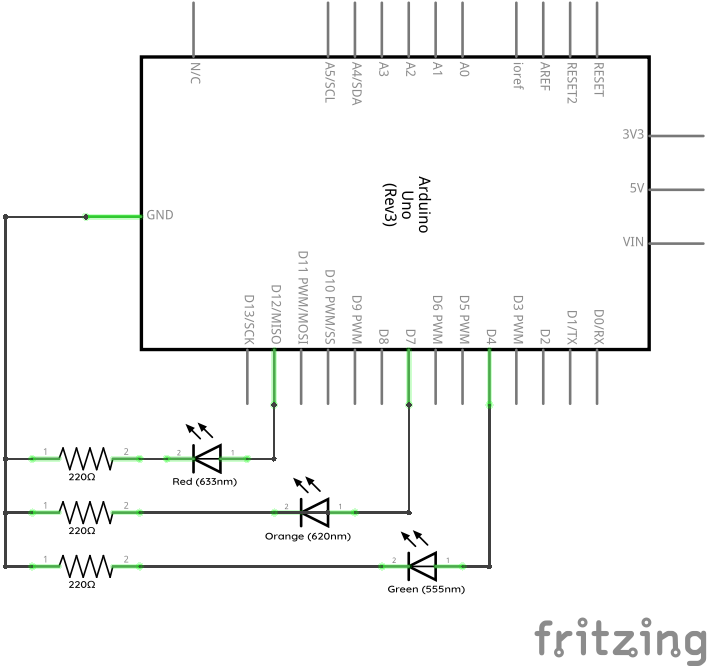 N/C
A5/SCL
A4/SDA
A3
A2
A1
A0
ioref
AREF
RESET2
RESET
3V3
5V
VIN
Arduino
Uno
(Rev3)
GND
D13/SCK
D12/MISO
D11 PWM/MOSI
D10 PWM/SS
D9 PWM
D8
D7
D6 PWM
D5 PWM
D4
D3 PWM
D2
D1/TX
D0/RX
1 2 2 1
220Ω
Red (633nm)
1 2 2 1
220Ω
Orange (620nm)
1 2 2 1
220Ω
Green (555nm)
fritzing